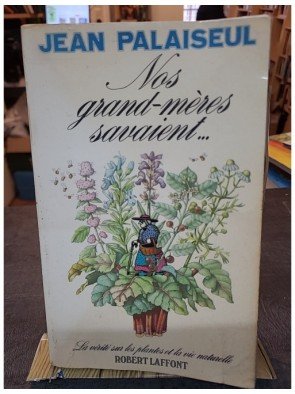 JEAN PALAISEUL
Nos
grand-mères
savaient...
La vérité sur les plantes et la vie naturelle
ROBERT LAFFONT